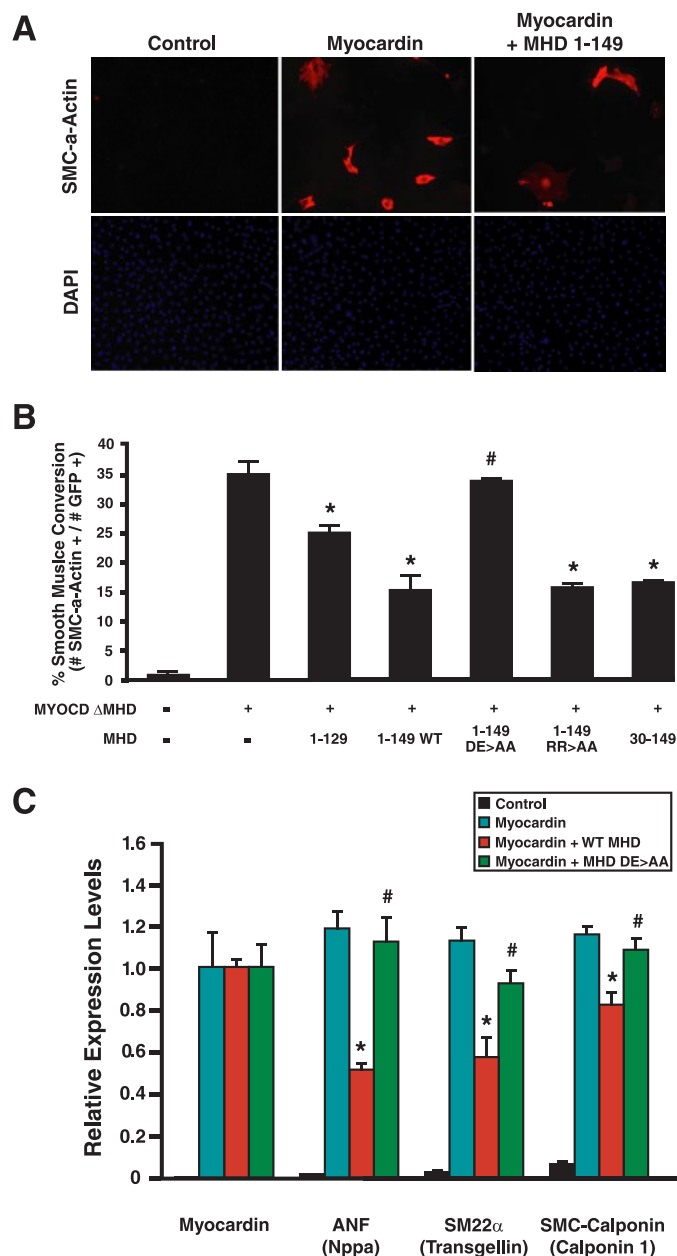 A
Control
Myocardin
Myocardin
+ MHD 1-149
SMC-a-Actin
DAPI
B
% Smooth Muslce Conversion
(# SMC-a-Actin + / # GFP +)
40
35
30
25
20
15
10
5
0
*
*
#
*
*
MYOCD ΔMHD - + + + + + +
MHD - - 1-129 1-149 WT 1-149 DE>AA 1-149 RR>AA 30-149
C
Control
Myocardin
Myocardin + WT MHD
Myocardin + MHD DE>AA
Relative Expression Levels
1.6
1.4
1.2
1.0
0.8
0.6
0.4
0.2
0
* # * # * #
Myocardin
ANF
(Nppa)
SM22α
(Transgellin)
SMC-Calponin
(Calponin 1)